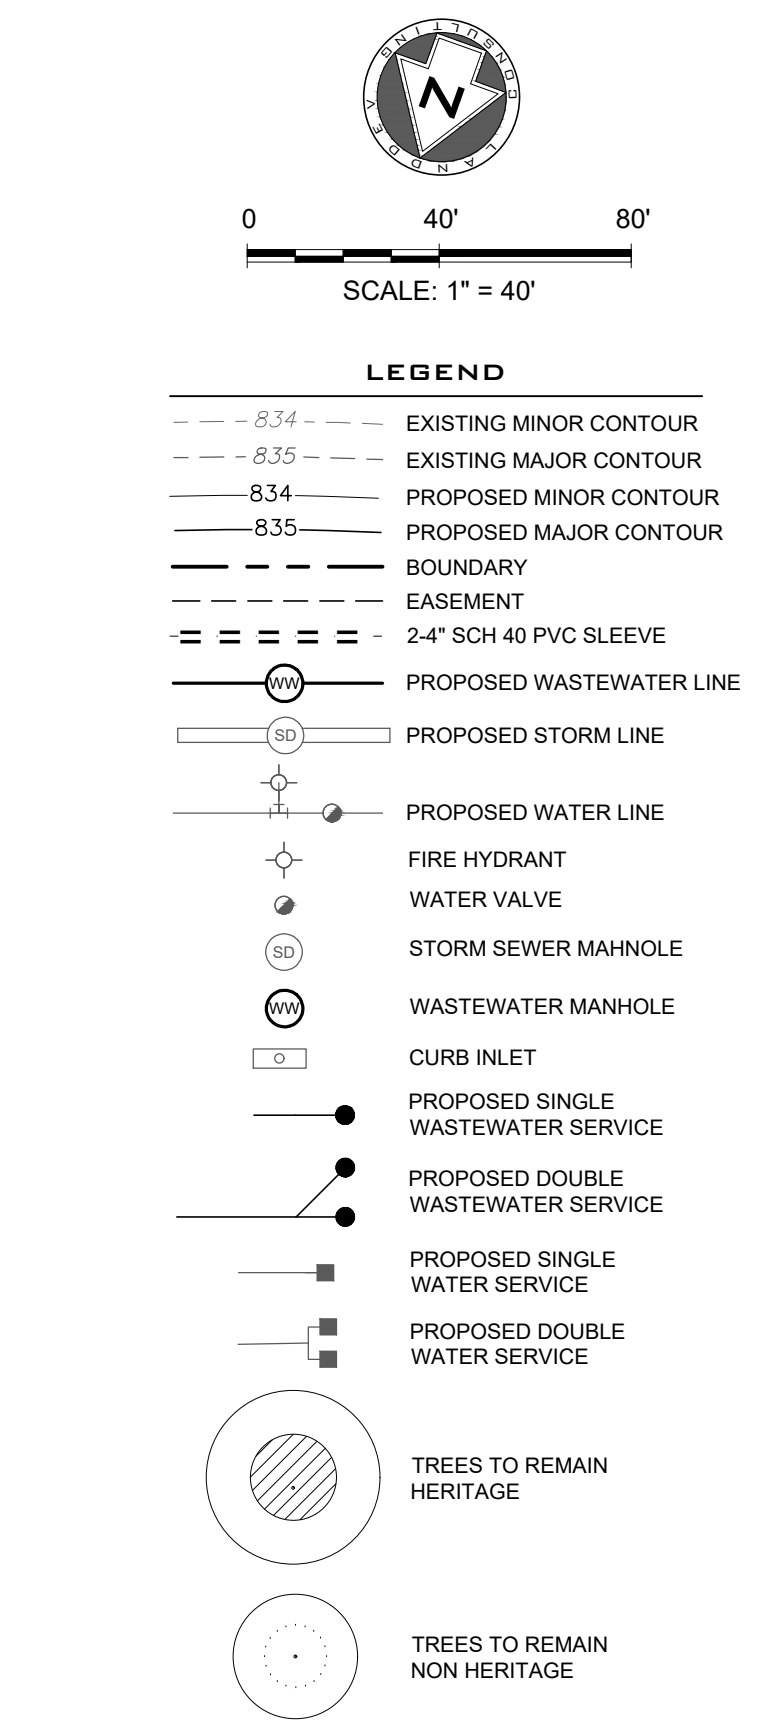 LANDDEV CONSULTING
N
0 40' 80'
SCALE: 1" = 40'
LEGEND
834 EXISTING MINOR CONTOUR
835 EXISTING MAJOR CONTOUR
834 PROPOSED MINOR CONTOUR
835 PROPOSED MAJOR CONTOUR
BOUNDARY
EASEMENT
2-4" SCH 40 PVC SLEEVE
WW PROPOSED WASTEWATER LINE
SD PROPOSED STORM LINE
PROPOSED WATER LINE
FIRE HYDRANT
WATER VALVE
SD STORM SEWER MAHNOLE
WW WASTEWATER MANHOLE
CURB INLET
PROPOSED SINGLE
WASTEWATER SERVICE
PROPOSED DOUBLE
WASTEWATER SERVICE
PROPOSED SINGLE
WATER SERVICE
PROPOSED DOUBLE
WATER SERVICE
TREES TO REMAIN
HERITAGE
TREES TO REMAIN
NON HERITAGE